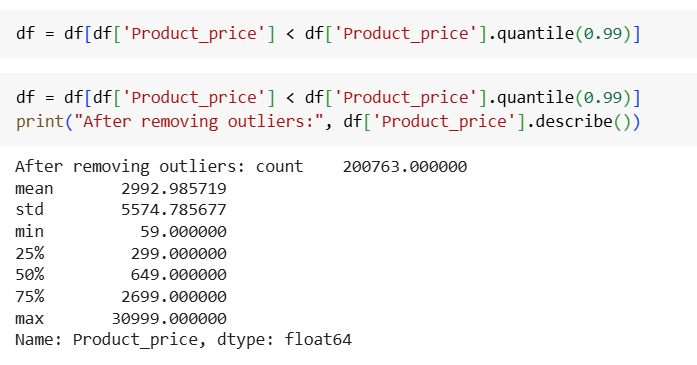 df = df[df['Product_price'] < df['Product_price'].quantile(0.99)]
df = df[df['Product_price'] < df['Product_price'].quantile(0.99)]
print("After removing outliers:", df['Product_price'].describe())
After removing outliers: count    200763.000000
mean       2992.985719
std        5574.785677
min          59.000000
25%         299.000000
50%         649.000000
75%        2699.000000
max       30999.000000
Name: Product_price, dtype: float64